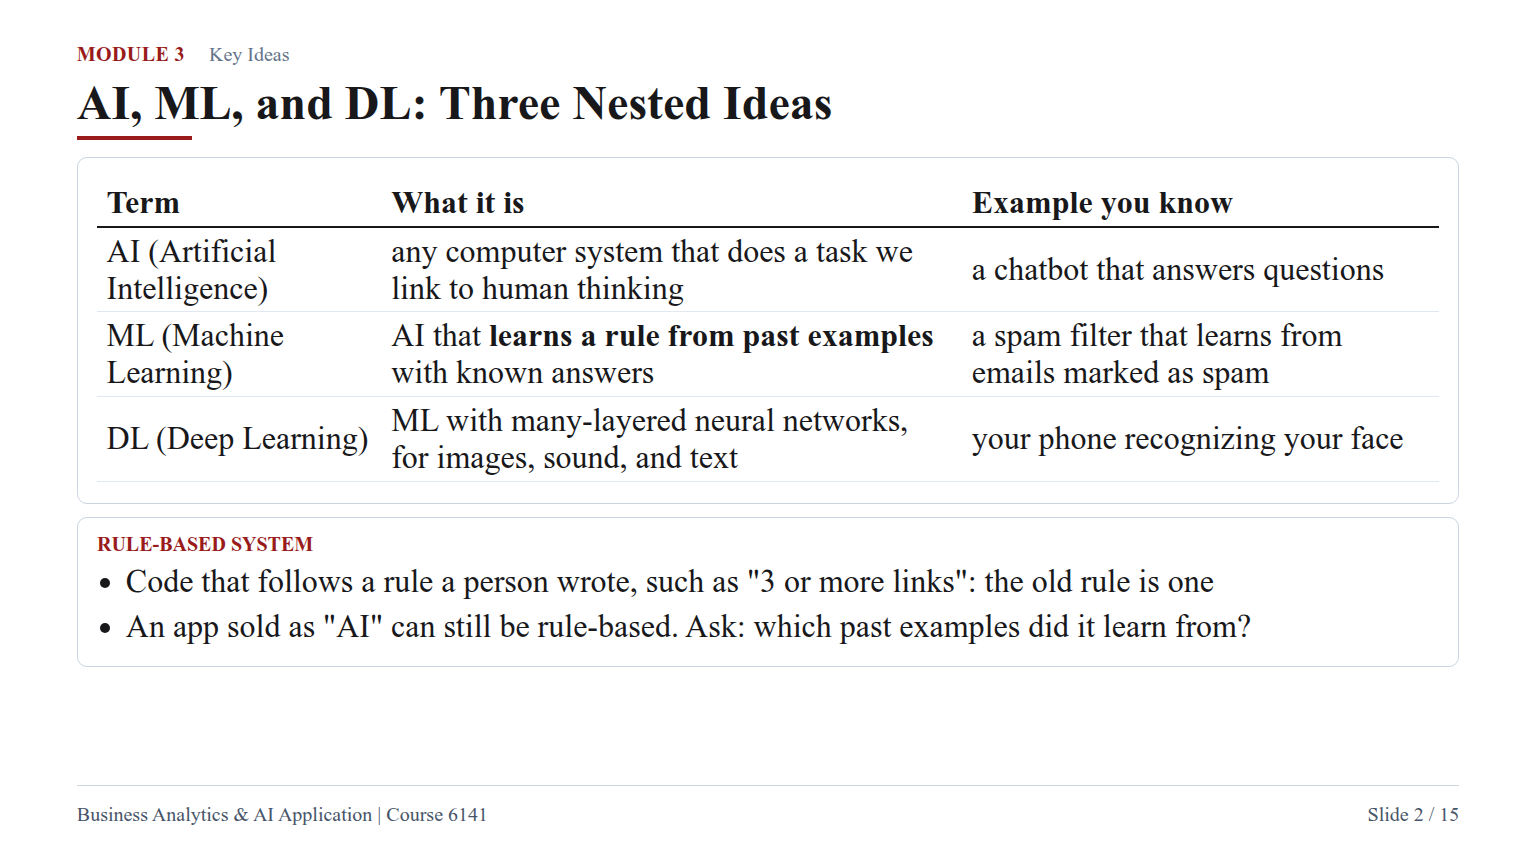 MODULE 3 Key Ideas
AI, ML, and DL: Three Nested Ideas
Term What it is Example you know
AI (Artificial Intelligence) any computer system that does a task we link to human thinking a chatbot that answers questions
ML (Machine Learning) AI that learns a rule from past examples with known answers a spam filter that learns from emails marked as spam
DL (Deep Learning) ML with many-layered neural networks, for images, sound, and text your phone recognizing your face
RULE-BASED SYSTEM
• Code that follows a rule a person wrote, such as "3 or more links": the old rule is one
• An app sold as "AI" can still be rule-based. Ask: which past examples did it learn from?
Business Analytics & AI Application | Course 6141 Slide 2 / 15